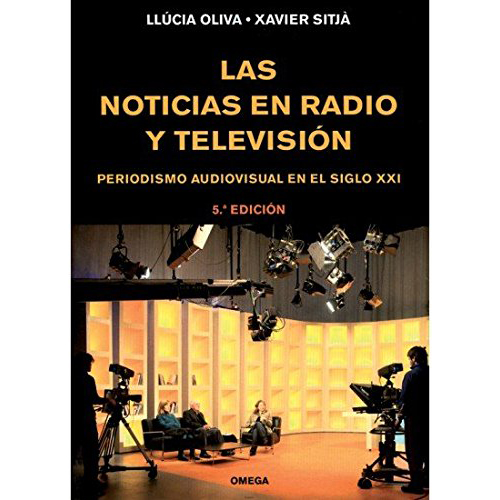 LLÚCIA OLIVA • XAVIER SITJÀ
LAS
NOTICIAS EN RADIO
Y TELEVISIÓN
PERIODISMO AUDIOVISUAL EN EL SIGLO XXI
5.ª EDICIÓN
OMEGA